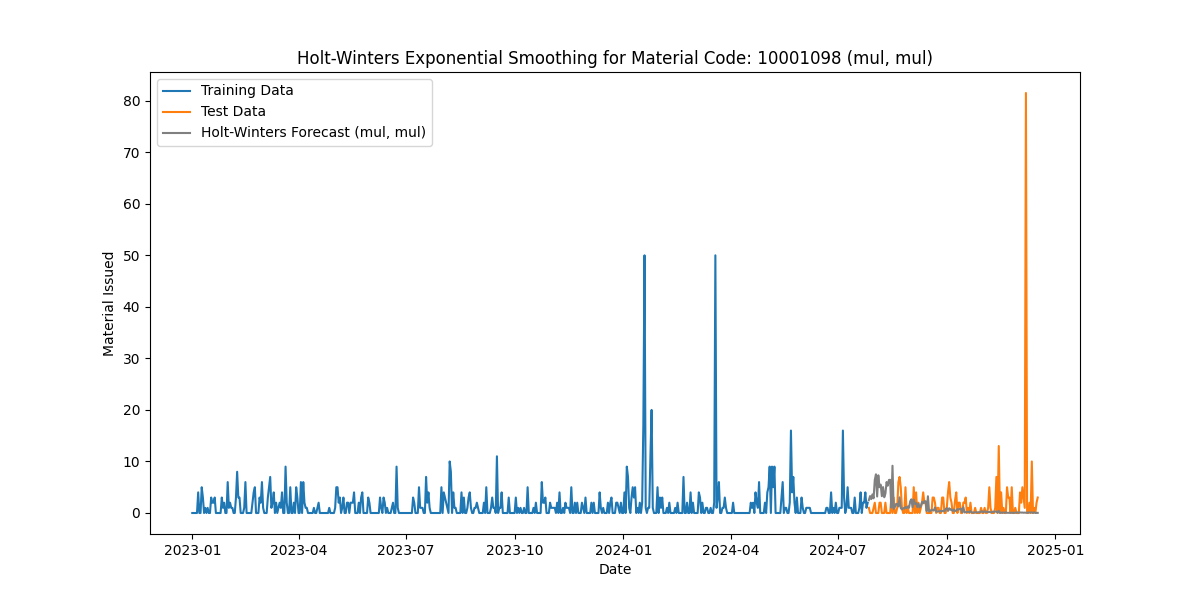 Holt-Winters Exponential Smoothing for Material Code: 10001098 (mul, mul)
Training Data
Test Data
Holt-Winters Forecast (mul, mul)
Material Issued
80
70
60
50
40
30
20
10
0
2023-01 2023-04 2023-07 2023-10 2024-01 2024-04 2024-07 2024-10 2025-01
Date